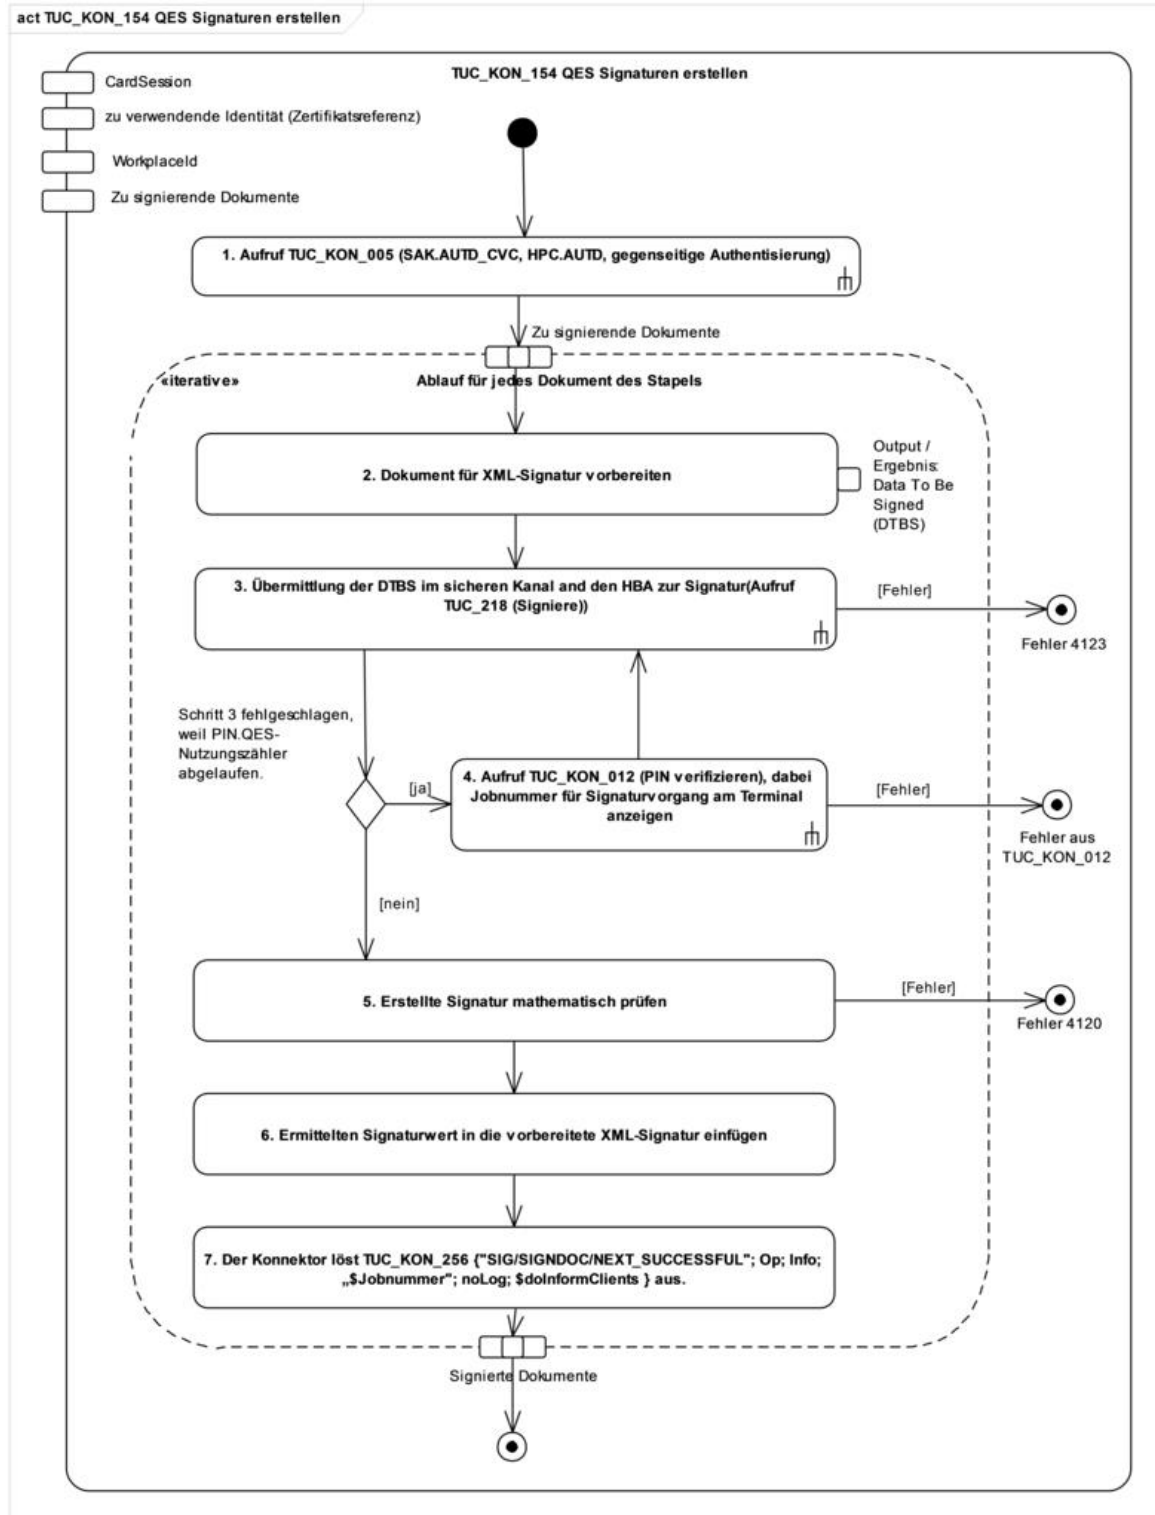 act TUC_KON_154 QES Signaturen erstellen
TUC_KON_154 QES Signaturen erstellen
CardSession
zu verwendende Identität (Zertifikatsreferenz)
WorkplaceId
Zu signierende Dokumente
1. Aufruf TUC_KON_005 (SAK.AUTD_CVC, HPC.AUTD, gegenseitige Authentisierung)
Zu signierende Dokumente
«iterative»
Ablauf für jedes Dokument des Stapels
2. Dokument für XML-Signatur vorbereiten
Output /
Ergebnis:
Data To Be
Signed
(DTBS)
3. Übermittlung der DTBS im sicheren Kanal and den HBA zur Signatur(Aufruf
TUC_218 (Signiere))
[Fehler]
Fehler 4123
Schritt 3 fehlgeschlagen,
weil PIN.QES-
Nutzungszähler
abgelaufen.
[ja]
4. Aufruf TUC_KON_012 (PIN verifizieren), dabei
Jobnummer für Signaturvorgang am Terminal
anzeigen
[Fehler]
Fehler aus
TUC_KON_012
[nein]
5. Erstellte Signatur mathematisch prüfen
[Fehler]
Fehler 4120
6. Ermittelten Signaturwert in die vorbereitete XML-Signatur einfügen
7. Der Konnektor löst TUC_KON_256 {"SIG/SIGNDOC/NEXT_SUCCESSFUL"; Op; Info;
„$Jobnummer"; noLog; $doInformClients } aus.
Signierte Dokumente